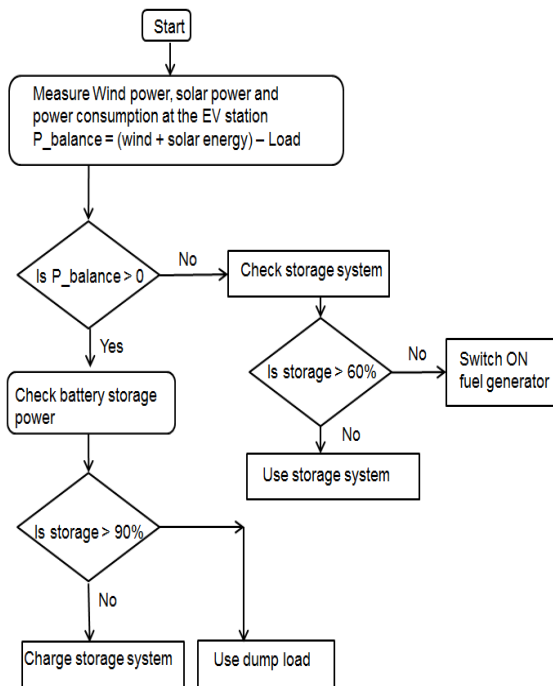 Start
Measure Wind power, solar power and
power consumption at the EV station
P_balance = (wind + solar energy) – Load
Is P_balance > 0
No
Check storage system
Yes
Is storage > 60%
No
Switch ON
fuel generator
Check battery storage
power
No
Use storage system
Is storage > 90%
No
Charge storage system
Use dump load